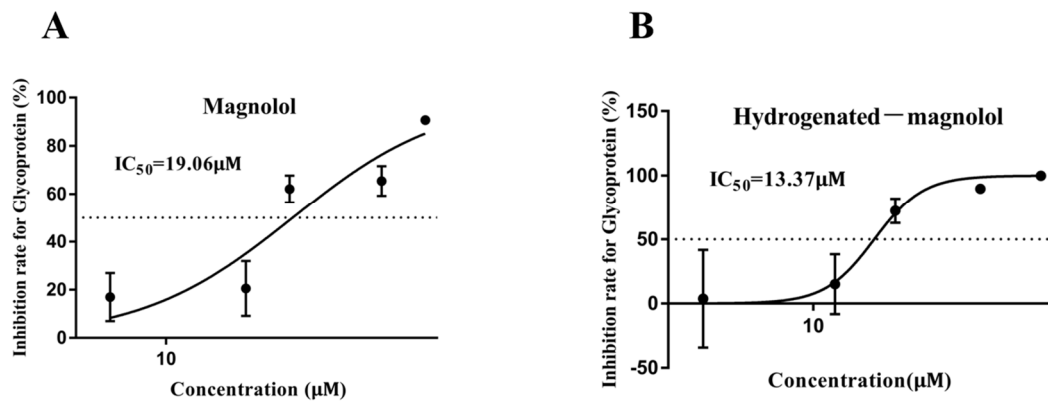 A
Inhibition rate for Glycoprotein (%)
100
80
60
40
20
0
Magnolol
IC50=19.06µM
10
Concentration (µM)
B
Inhibition rate for Glycoprotein (%)
150
100
50
0
-50
Hydrogenated—magnolol
IC50=13.37µM
10
Concentration(µM)